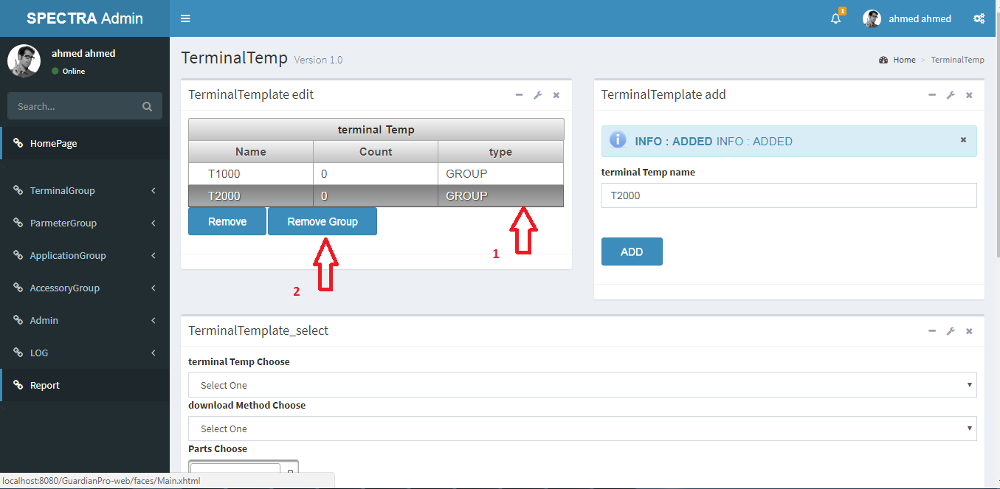 SPECTRA Admin
1
ahmed ahmed
ahmed ahmed
Online
Search...
HomePage
TerminalGroup
ParmeterGroup
ApplicationGroup
AccessoryGroup
Admin
LOG
Report
TerminalTemp Version 1.0
Home > TerminalTemp
TerminalTemplate edit
terminal Temp
Name Count type
T1000 0 GROUP
T2000 0 GROUP
Remove Remove Group
1
2
TerminalTemplate add
INFO : ADDED INFO : ADDED
terminal Temp name
T2000
ADD
TerminalTemplate_select
terminal Temp Choose
Select One
download Method Choose
Select One
Parts Choose
localhost:8080/GuardianPro-web/faces/Main.xhtml